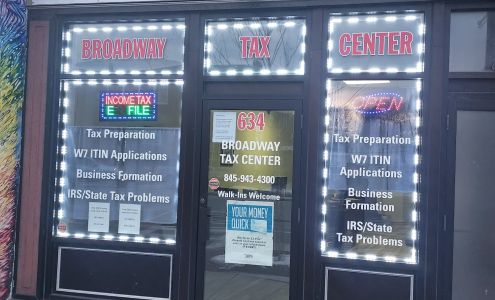 BROADWAY TAX CENTER
INCOME TAX
E FILE
Tax Preparation
W7 ITIN Applications
Business Formation
IRS/State Tax Problems
634
BROADWAY
TAX CENTER
845-943-4300
Walk-Ins Welcome
YOUR MONEY
QUICK
OPEN
Tax Preparation
W7 ITIN
Applications
Business
Formation
IRS/State
Tax Problems